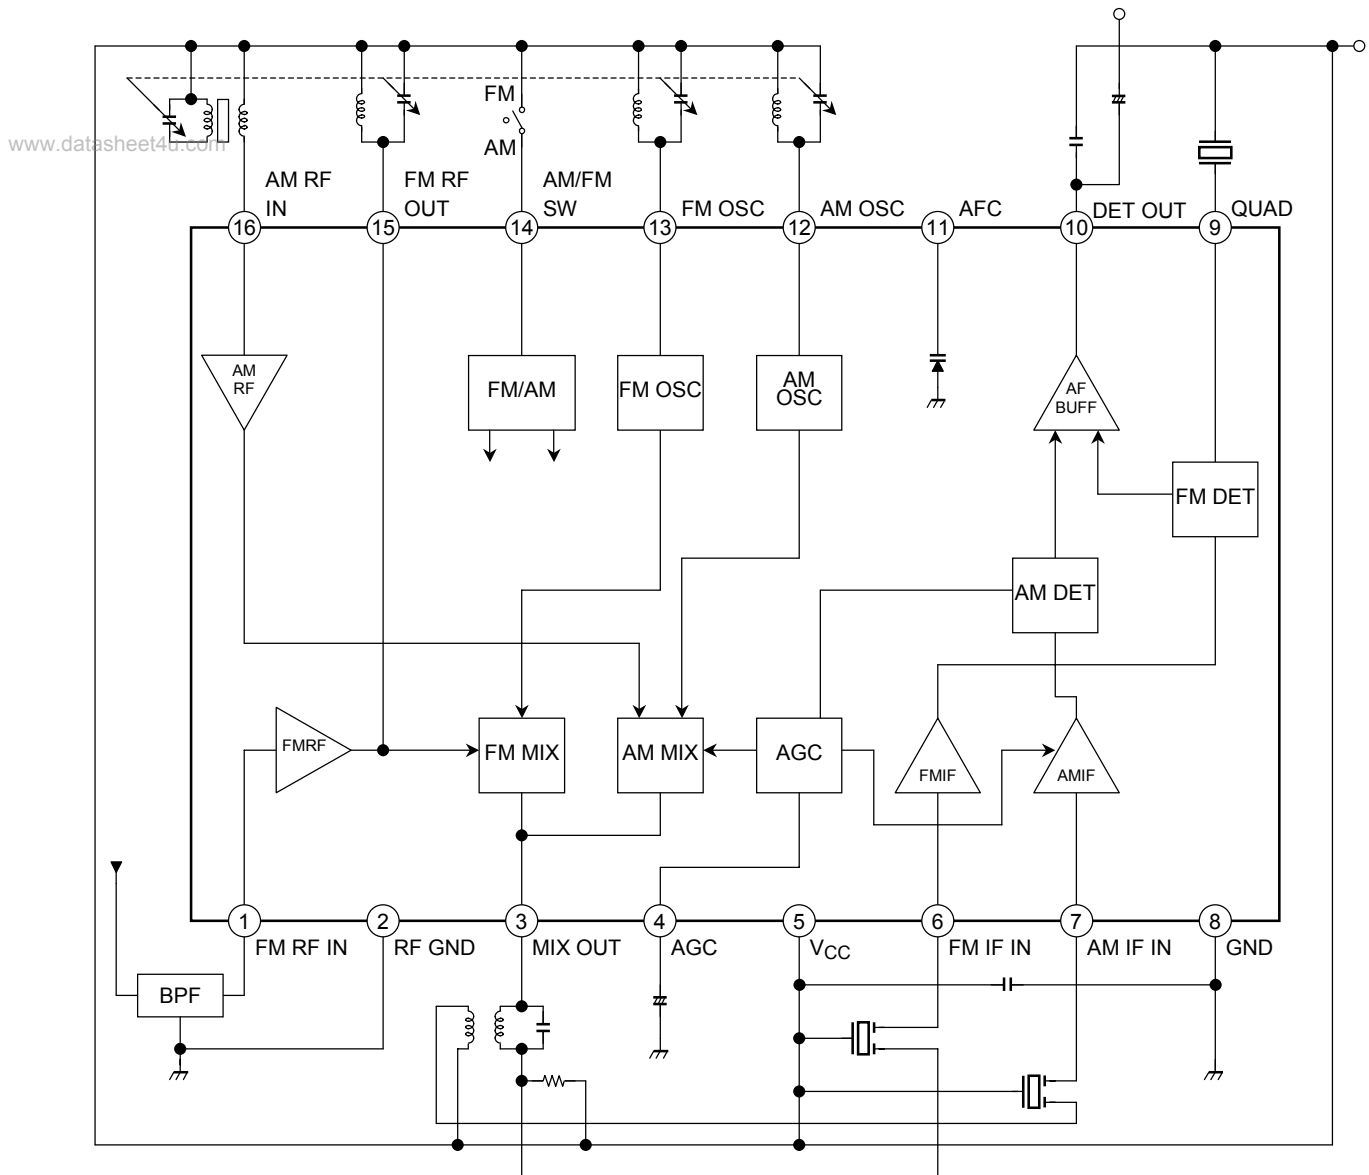 FM
AM
www.datasheet4u.com
AM RF
IN
FM RF
OUT
AM/FM
SW
FM OSC
AM OSC
AFC
DET OUT
QUAD
16
15
14
13
12
11
10
9
AM
RF
FM/AM
FM OSC
AM
OSC
AF
BUFF
FM DET
AM DET
FMRF
FM MIX
AM MIX
AGC
FMIF
AMIF
1
2
3
4
5
6
7
8
FM RF IN
RF GND
MIX OUT
AGC
VCC
FM IF IN
AM IF IN
GND
BPF